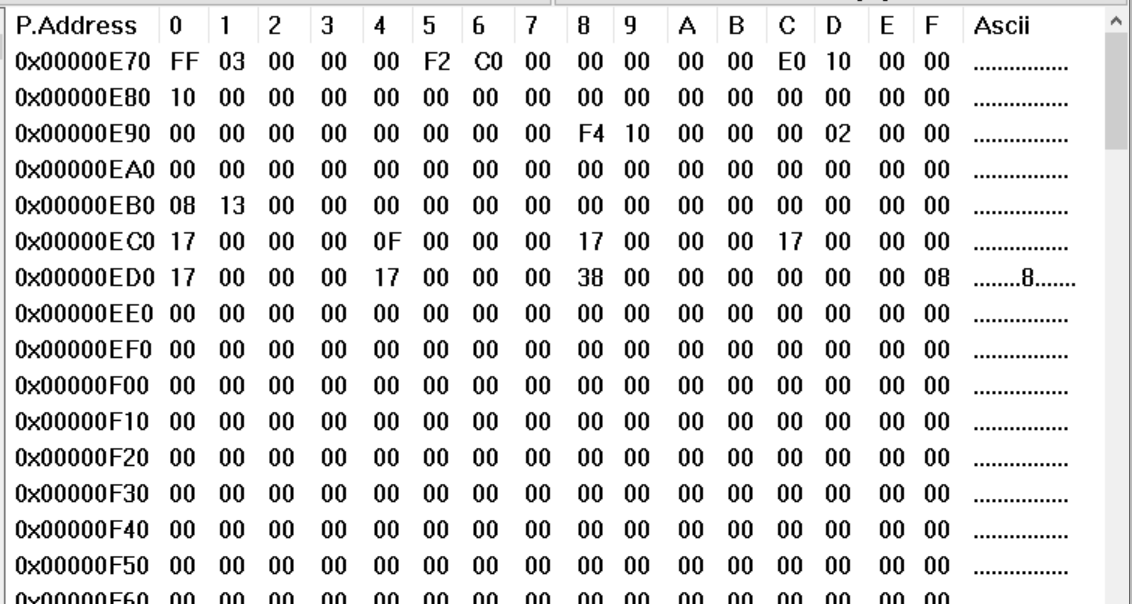 P.Address 0 1 2 3 4 5 6 7 8 9 A B C D E F Ascii
0x00000E70 FF 03 00 00 00 F2 C0 00 00 00 00 00 E0 10 00 00 ................
0x00000E80 10 00 00 00 00 00 00 00 00 00 00 00 00 00 00 00 ................
0x00000E90 00 00 00 00 00 00 00 00 F4 10 00 00 00 02 00 00 ................
0x00000EA0 00 00 00 00 00 00 00 00 00 00 00 00 00 00 00 00 ................
0x00000EB0 08 13 00 00 00 00 00 00 00 00 00 00 00 00 00 00 ................
0x00000EC0 17 00 00 00 0F 00 00 00 17 00 00 00 17 00 00 00 ................
0x00000ED0 17 00 00 00 17 00 00 00 38 00 00 00 00 00 00 08 ........8.......
0x00000EE0 00 00 00 00 00 00 00 00 00 00 00 00 00 00 00 00 ................
0x00000EF0 00 00 00 00 00 00 00 00 00 00 00 00 00 00 00 00 ................
0x00000F00 00 00 00 00 00 00 00 00 00 00 00 00 00 00 00 00 ................
0x00000F10 00 00 00 00 00 00 00 00 00 00 00 00 00 00 00 00 ................
0x00000F20 00 00 00 00 00 00 00 00 00 00 00 00 00 00 00 00 ................
0x00000F30 00 00 00 00 00 00 00 00 00 00 00 00 00 00 00 00 ................
0x00000F40 00 00 00 00 00 00 00 00 00 00 00 00 00 00 00 00 ................
0x00000F50 00 00 00 00 00 00 00 00 00 00 00 00 00 00 00 00 ................
0x00000F60 00 00 00 00 00 00 00 00 00 00 00 00 00 00 00 00